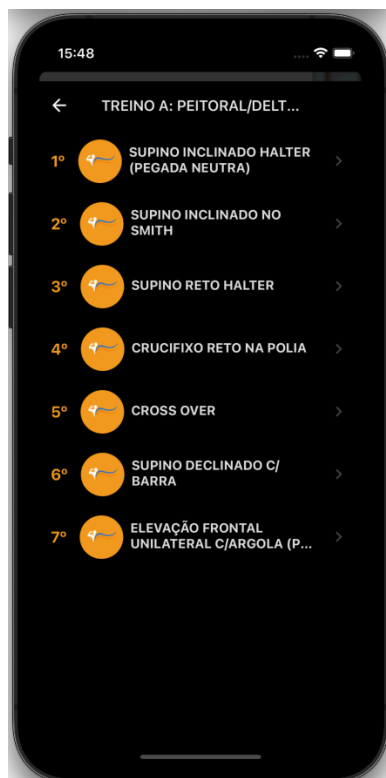 15:48
TREINO A: PEITORAL/DELT...
1º
SUPINO INCLINADO HALTER
(PEGADA NEUTRA)
2º
SUPINO INCLINADO NO
SMITH
3º
SUPINO RETO HALTER
4º
CRUCIFIXO RETO NA POLIA
5º
CROSS OVER
6º
SUPINO DECLINADO C/
BARRA
7º
ELEVAÇÃO FRONTAL
UNILATERAL C/ARGOLA (P...